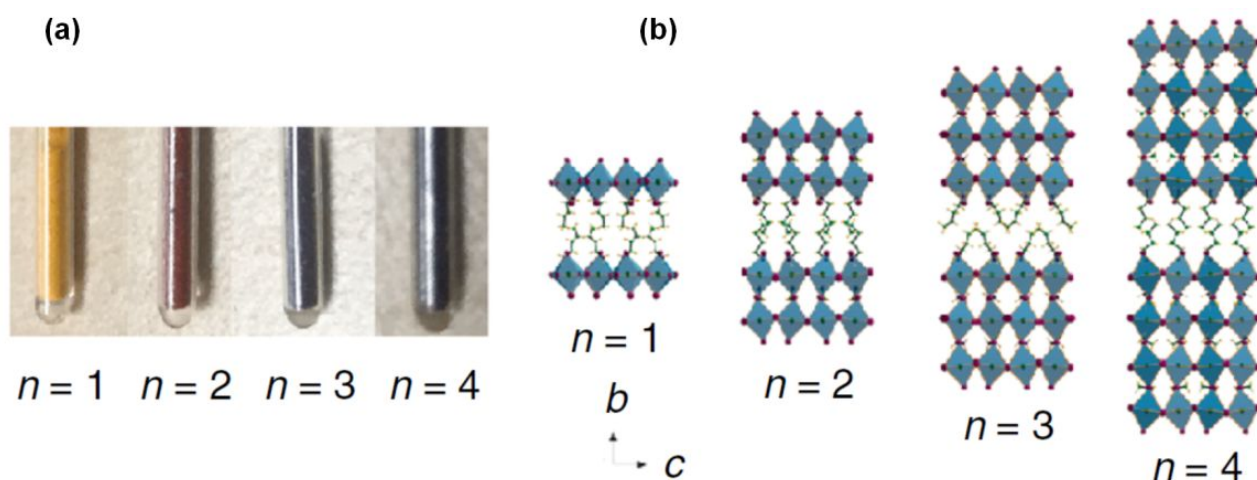 (a)
(b)
n = 1
n = 2
n = 3
n = 4
n = 1
n = 2
n = 3
n = 4
b
c